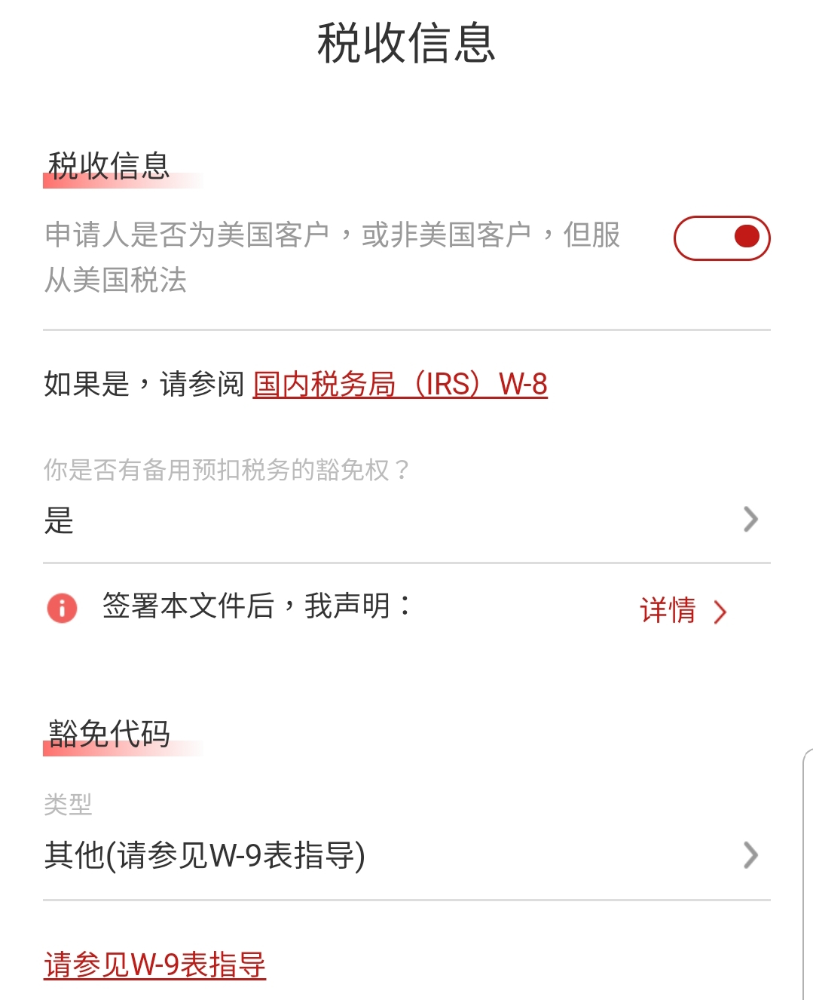 税收信息
税收信息
申请人是否为美国客户，或非美国客户，但服
从美国税法
如果是，请参阅 国内税务局（IRS）W-8
你是否有备用预扣税务的豁免权？
是
签署本文件后，我声明：
详情
豁免代码
类型
其他(请参见W-9表指导)
请参见W-9表指导